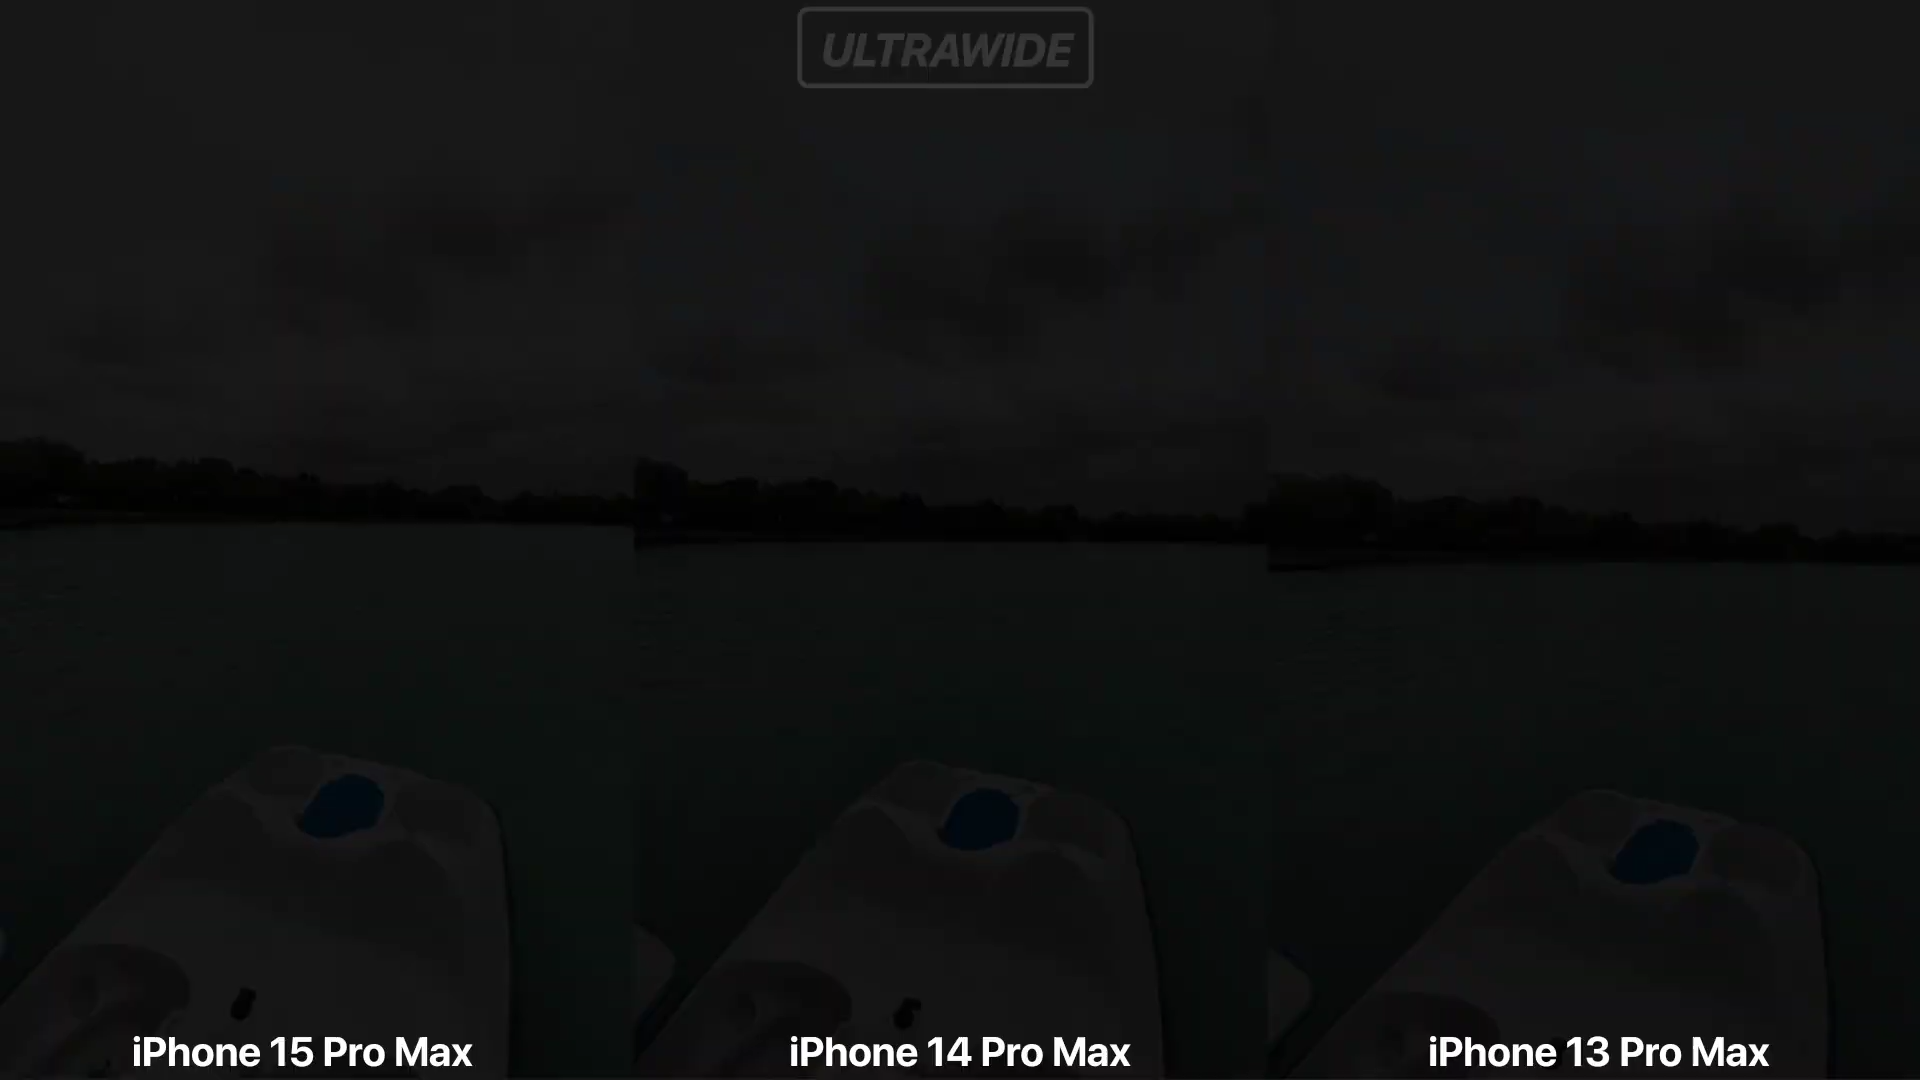 ULTRAWIDE
iPhone 15 Pro Max
iPhone 14 Pro Max
iPhone 13 Pro Max